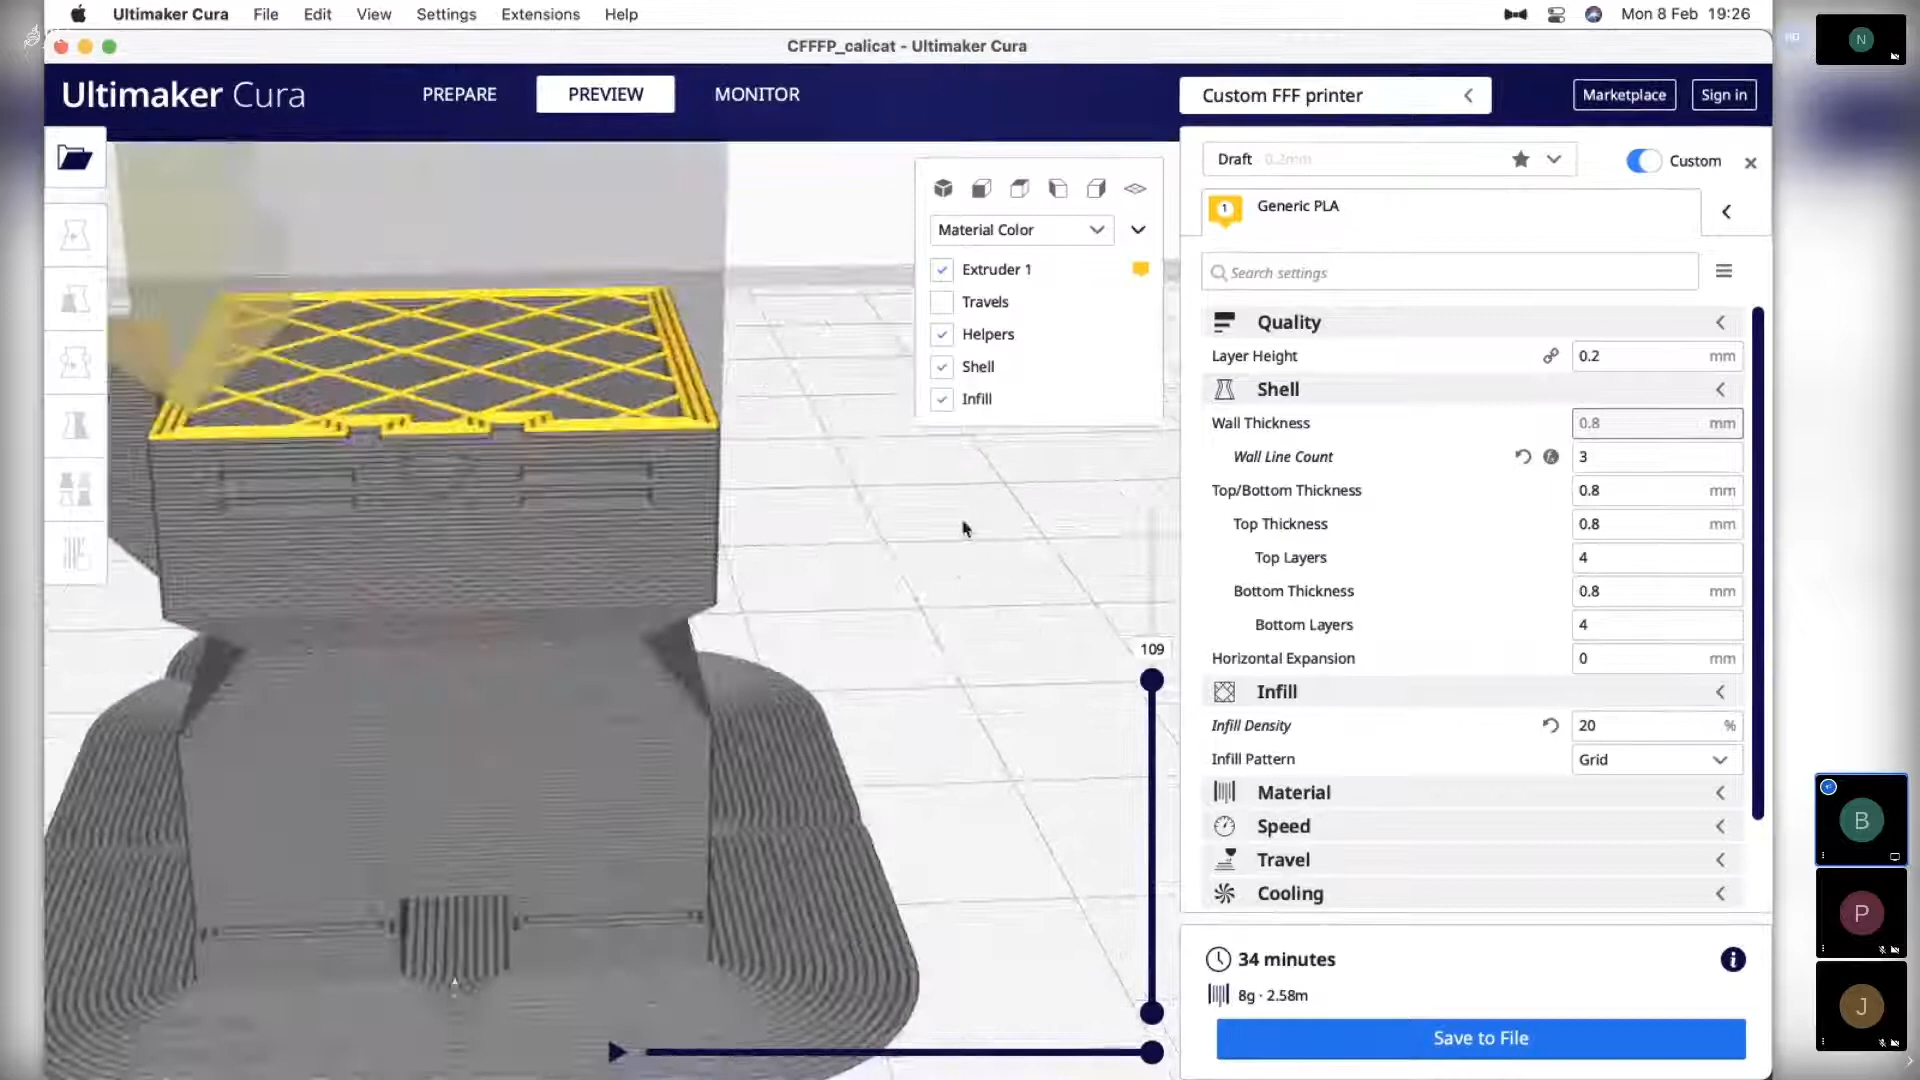 Ultimaker Cura File Edit View Settings Extensions Help Mon 8 Feb 19:26
CFFFP_calicat - Ultimaker Cura
Ultimaker Cura PREPARE PREVIEW MONITOR Custom FFF printer Marketplace Sign in
N
HD
Draft 0.2mm Custom
1 Generic PLA
Search settings
Material Color
Extruder 1
Travels
Helpers
Shell
Infill
Quality
Layer Height 0.2 mm
Shell
Wall Thickness 0.8 mm
Wall Line Count 3
Top/Bottom Thickness 0.8 mm
Top Thickness 0.8 mm
Top Layers 4
Bottom Thickness 0.8 mm
Bottom Layers 4
Horizontal Expansion 0 mm
Infill
Infill Density 20 %
Infill Pattern Grid
Material
Speed
Travel
Cooling
109
34 minutes
8g · 2.58m
Save to File
B
P
J